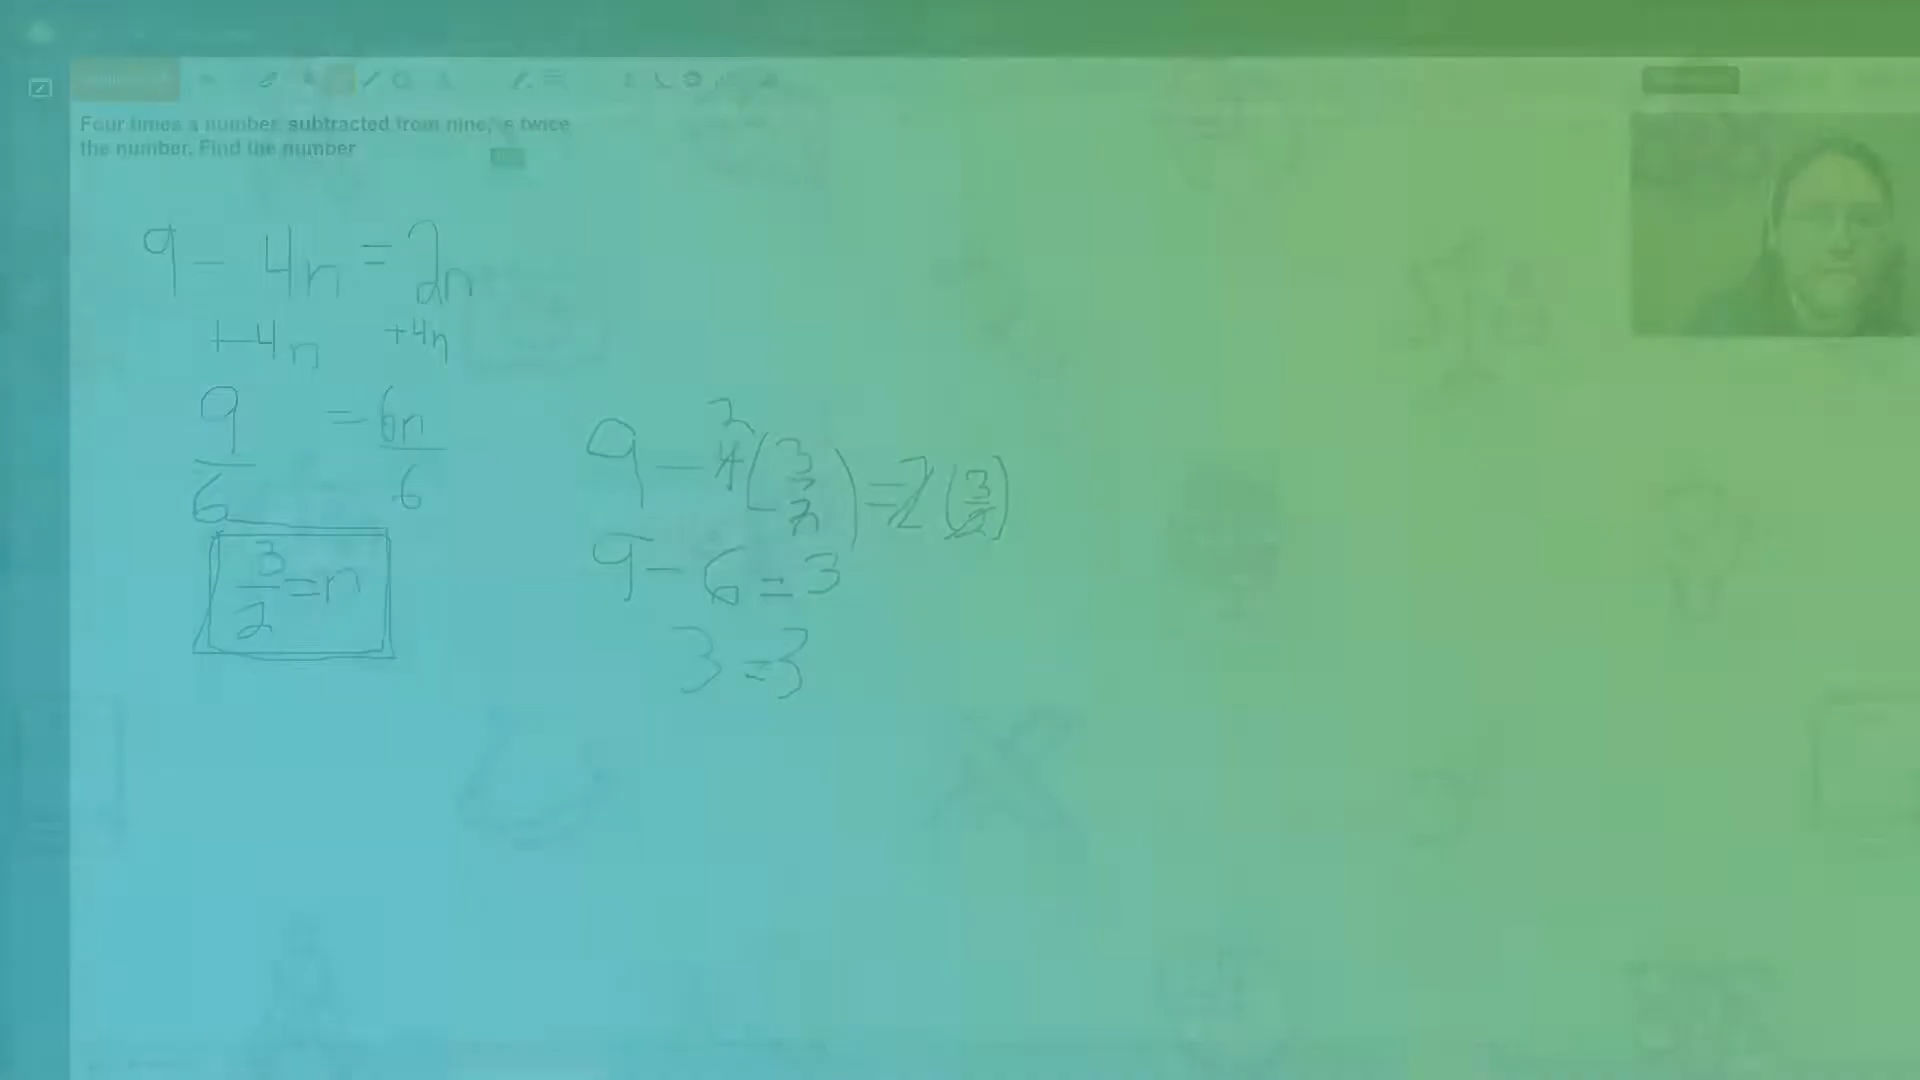 Four times a number, subtracted from nine, is twice
the number. Find the number
9 - 4n = 2n
+4n +4n
9/6 = 6n/6
3/2 = n
2
9 - 4(3/2) = 2(3/2)
9 - 6 = 3
3 = 3